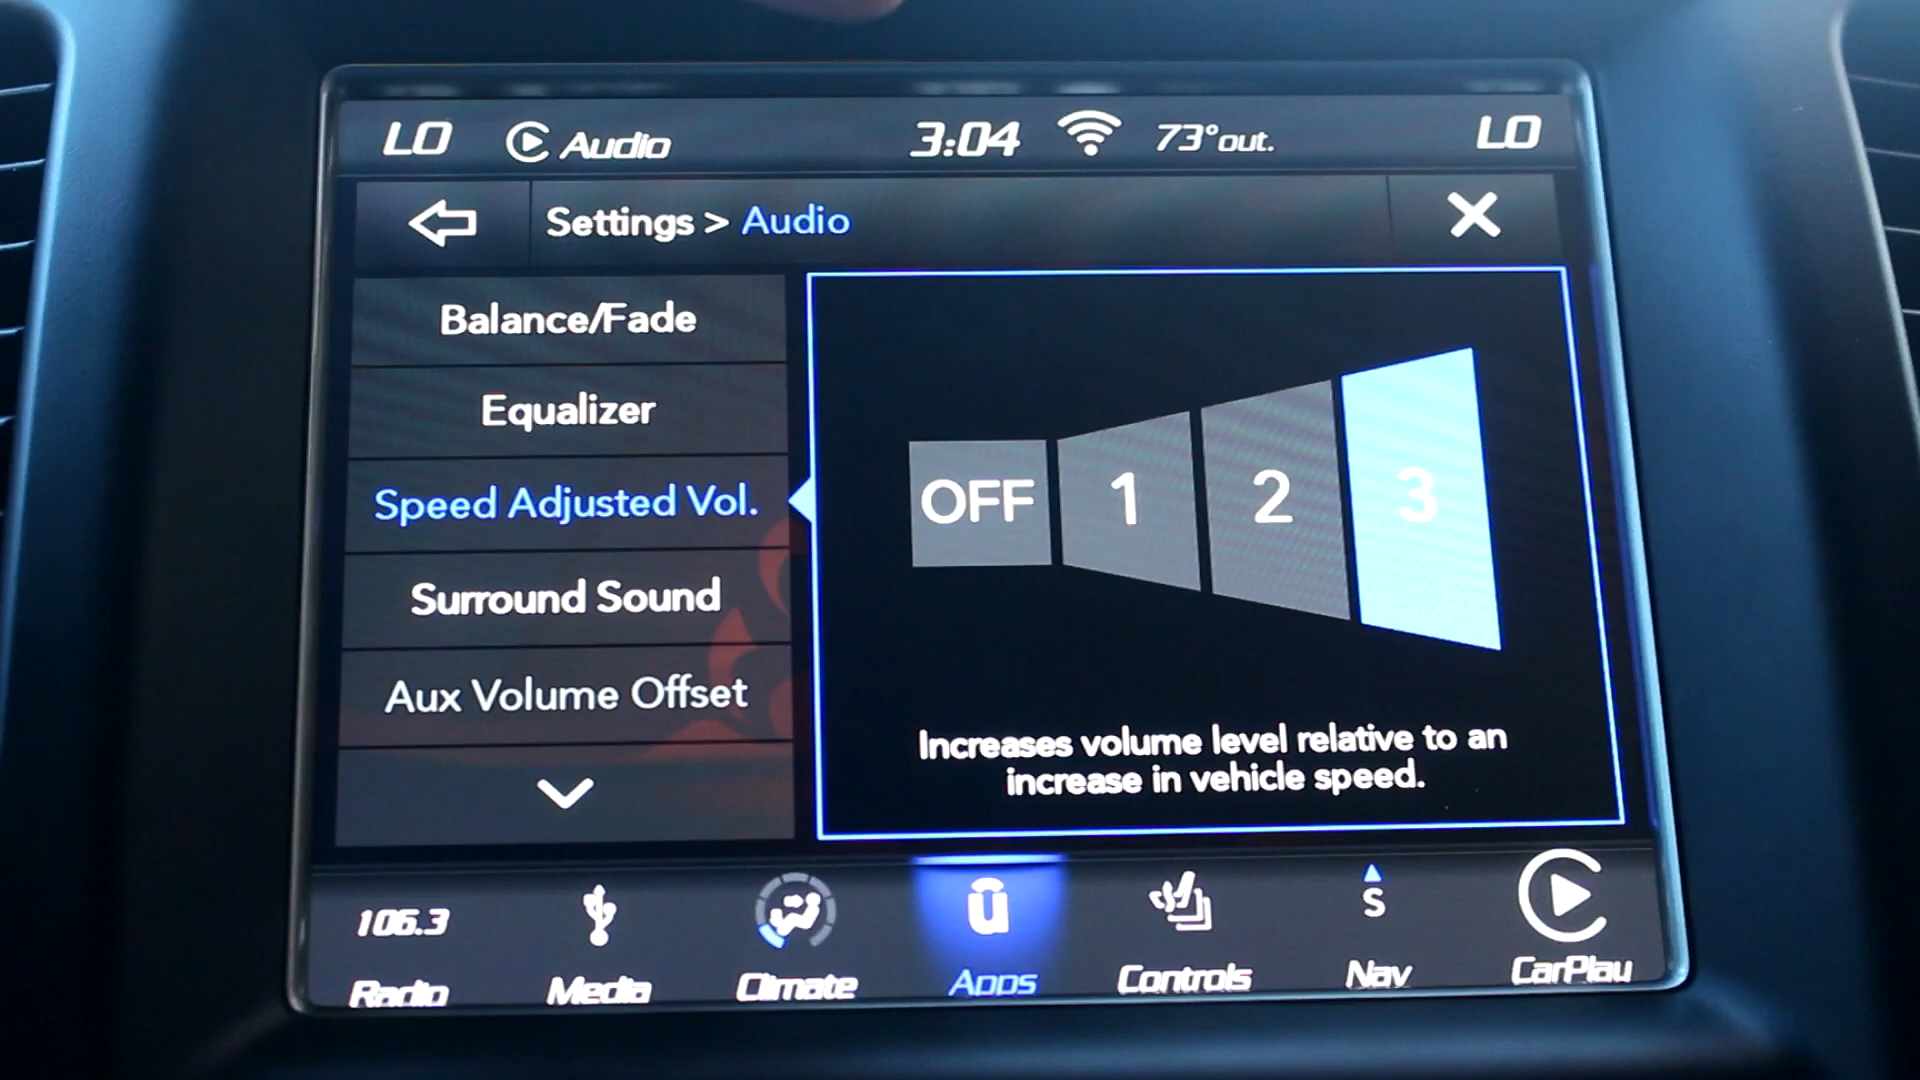 LO Audio 3:04 73°out. LO
Settings > Audio
Balance/Fade
Equalizer
Speed Adjusted Vol.
Surround Sound
Aux Volume Offset
OFF 1 2 3
Increases volume level relative to an
increase in vehicle speed.
106.3 S
Radio Media Climate Apps Controls Nav CarPlay